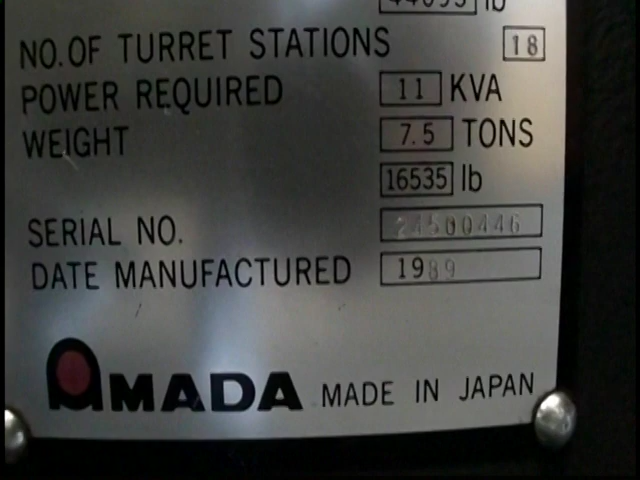 lb
NO. OF TURRET STATIONS 18
POWER REQUIRED 11 KVA
WEIGHT 7.5 TONS
16535 lb
SERIAL NO. 24500446
DATE MANUFACTURED 1989
AMADA MADE IN JAPAN